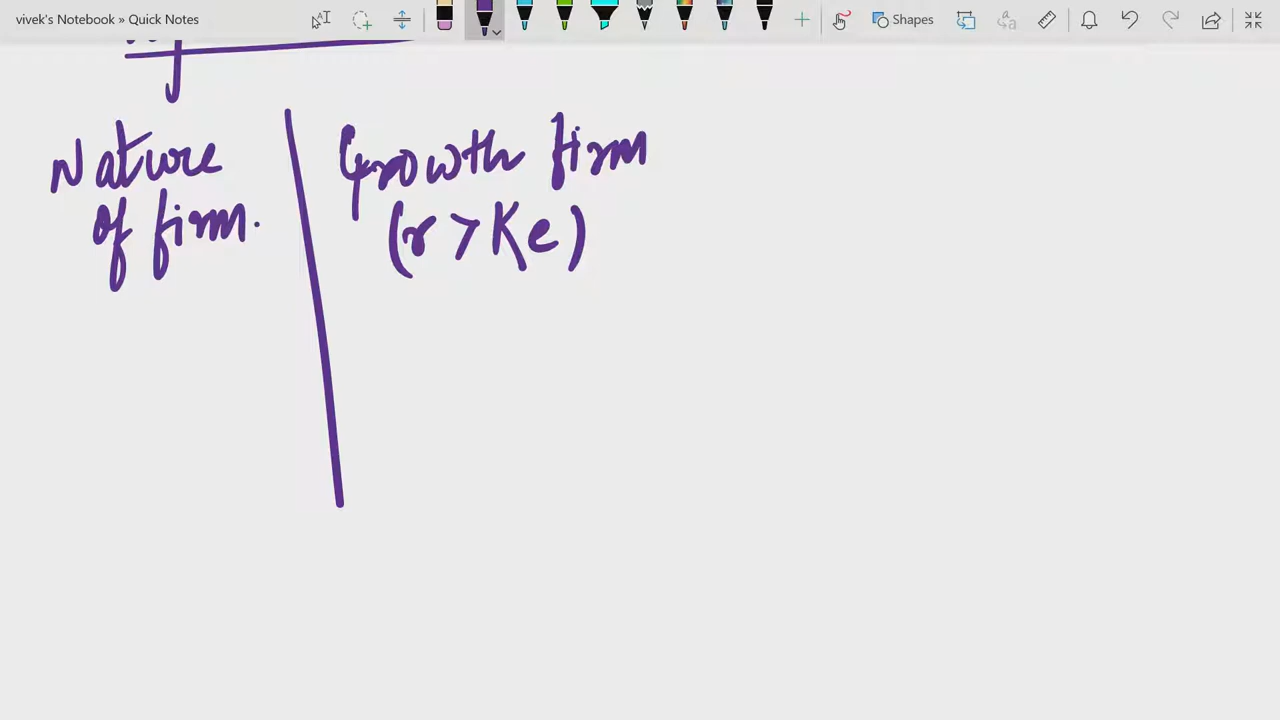 vivek's Notebook » Quick Notes
Shapes
Nature
of firm.
Growth firm
(r > Ke)